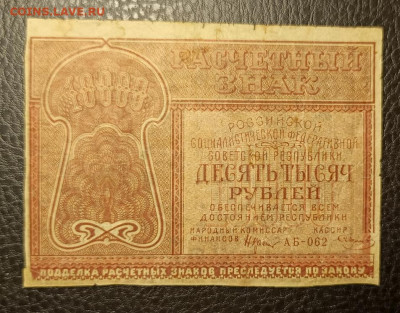 COINS.LAVE.RU
РАСЧЕТНЫЙ
ЗНАК
10000
РОССИЙСКОЙ
СОЦИАЛИСТИЧЕСКОЙ ФЕДЕРАТИВНОЙ
СОВЕТСКОЙ РЕСПУБЛИКИ
ДЕСЯТЬ ТЫСЯЧ
РУБЛЕЙ
ОБЕСПЕЧИВАЕТСЯ ВСЕМ
ДОСТОЯНИЕМ РЕСПУБЛИКИ
НАРОДНЫЙ КОМИССАР КАССИР
ФИНАНСОВ АБ-062
ПОДДЕЛКА РАСЧЕТНЫХ ЗНАКОВ ПРЕСЛЕДУЕТСЯ ПО ЗАКОНУ